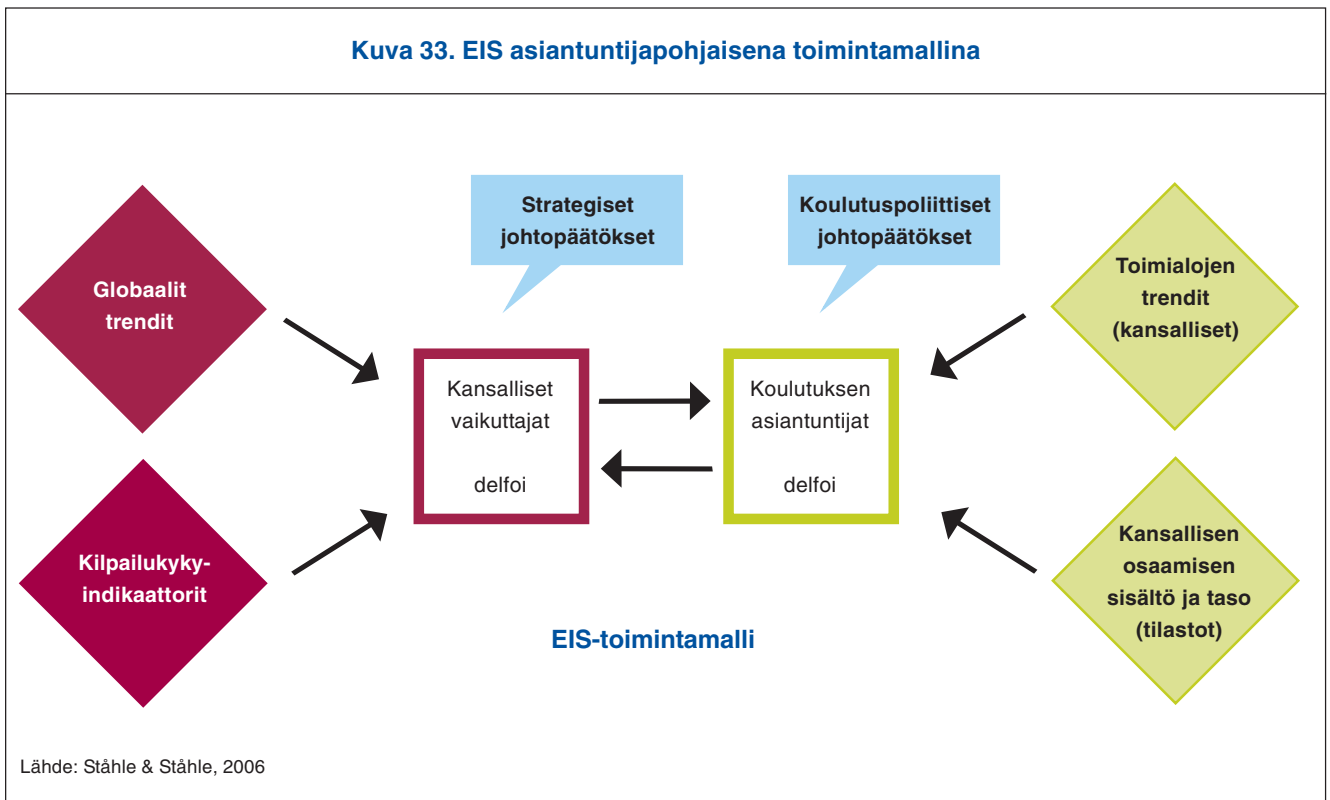 Kuva 33. EIS asiantuntijapohjaisena toimintamallina
Globaalit
trendit
Kilpailukyky-
indikaattorit
Strategiset
johtopäätökset
Kansalliset
vaikuttajat
delfoi
Koulutuspoliittiset
johtopäätökset
Koulutuksen
asiantuntijat
delfoi
Toimialojen
trendit
(kansalliset)
Kansallisen
osaamisen
sisältö ja taso
(tilastot)
EIS-toimintamalli
Lähde: Ståhle & Ståhle, 2006